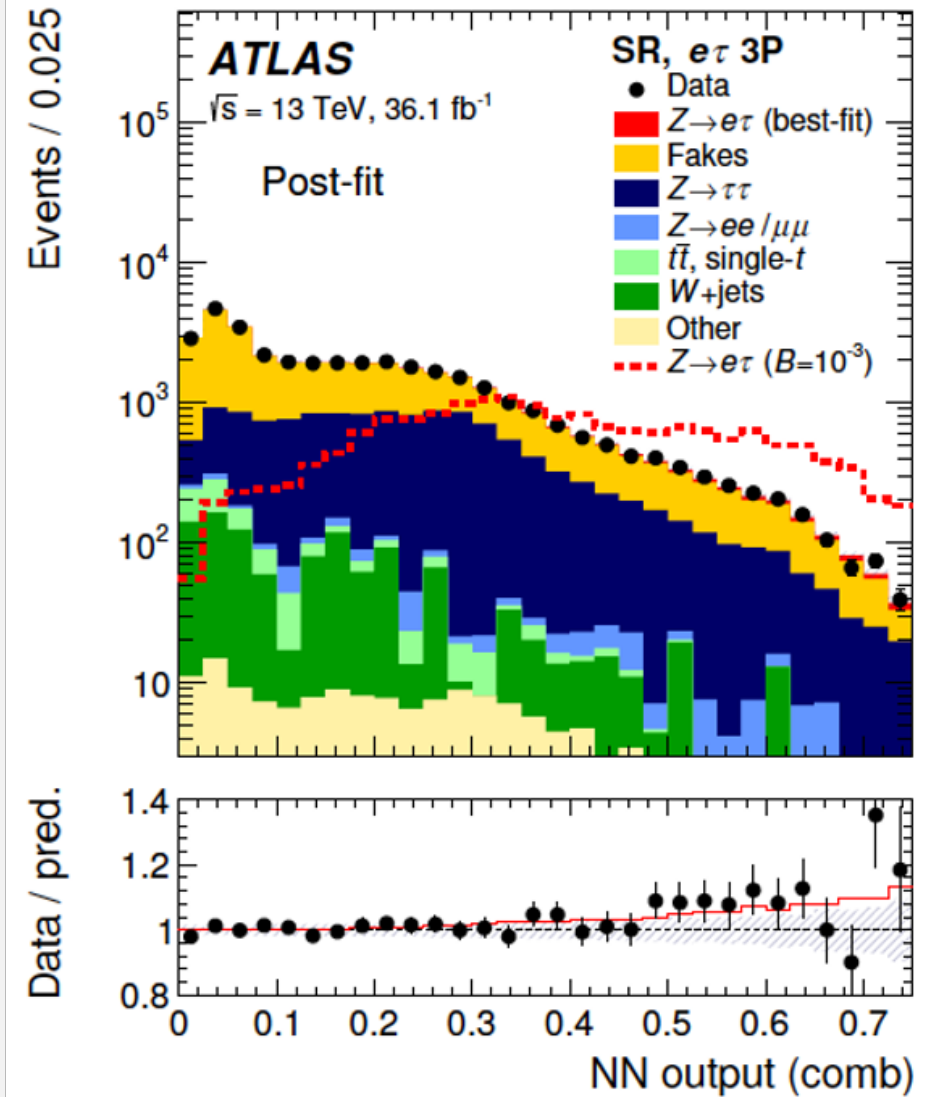 Events / 0.025
ATLAS
√s = 13 TeV, 36.1 fb⁻¹
Post-fit
SR, eτ 3P
Data
Z→eτ (best-fit)
Fakes
Z→ττ
Z→ee /μμ
tt̄, single-t
W+jets
Other
Z→eτ (B=10⁻³)
10⁵
10⁴
10³
10²
10
Data / pred.
1.4
1.2
1
0.8
0 0.1 0.2 0.3 0.4 0.5 0.6 0.7
NN output (comb)